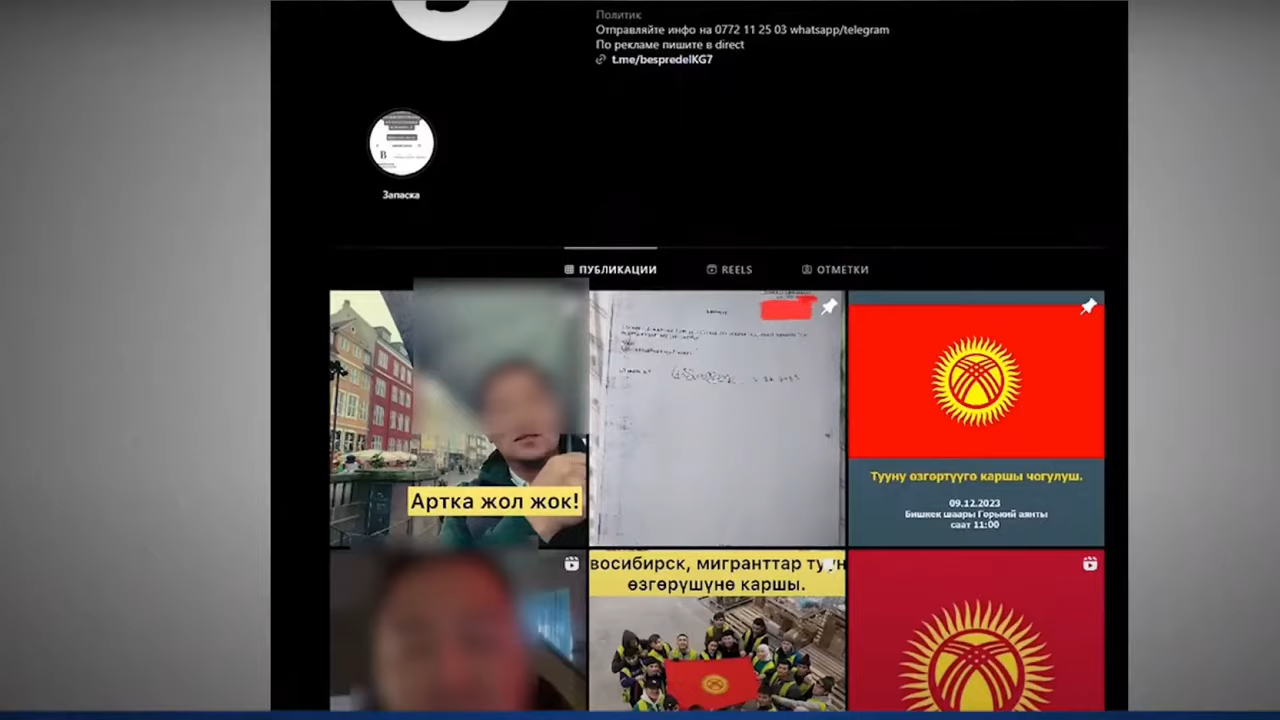 Политик
Отправляйте инфо на 0772 11 25 03 whatsapp/telegram
По рекламе пишите в direct
t.me/bespredelKG7
Запаска
ПУБЛИКАЦИИ
REELS
ОТМЕТКИ
Артка жол жок!
Тууну өзгөртүүгө каршы чогулуш.
09.12.2023
Бишкек шаары Горький аянты
саат 11:00
восибирск, мигранттар
өзгөрүшүнө каршы.